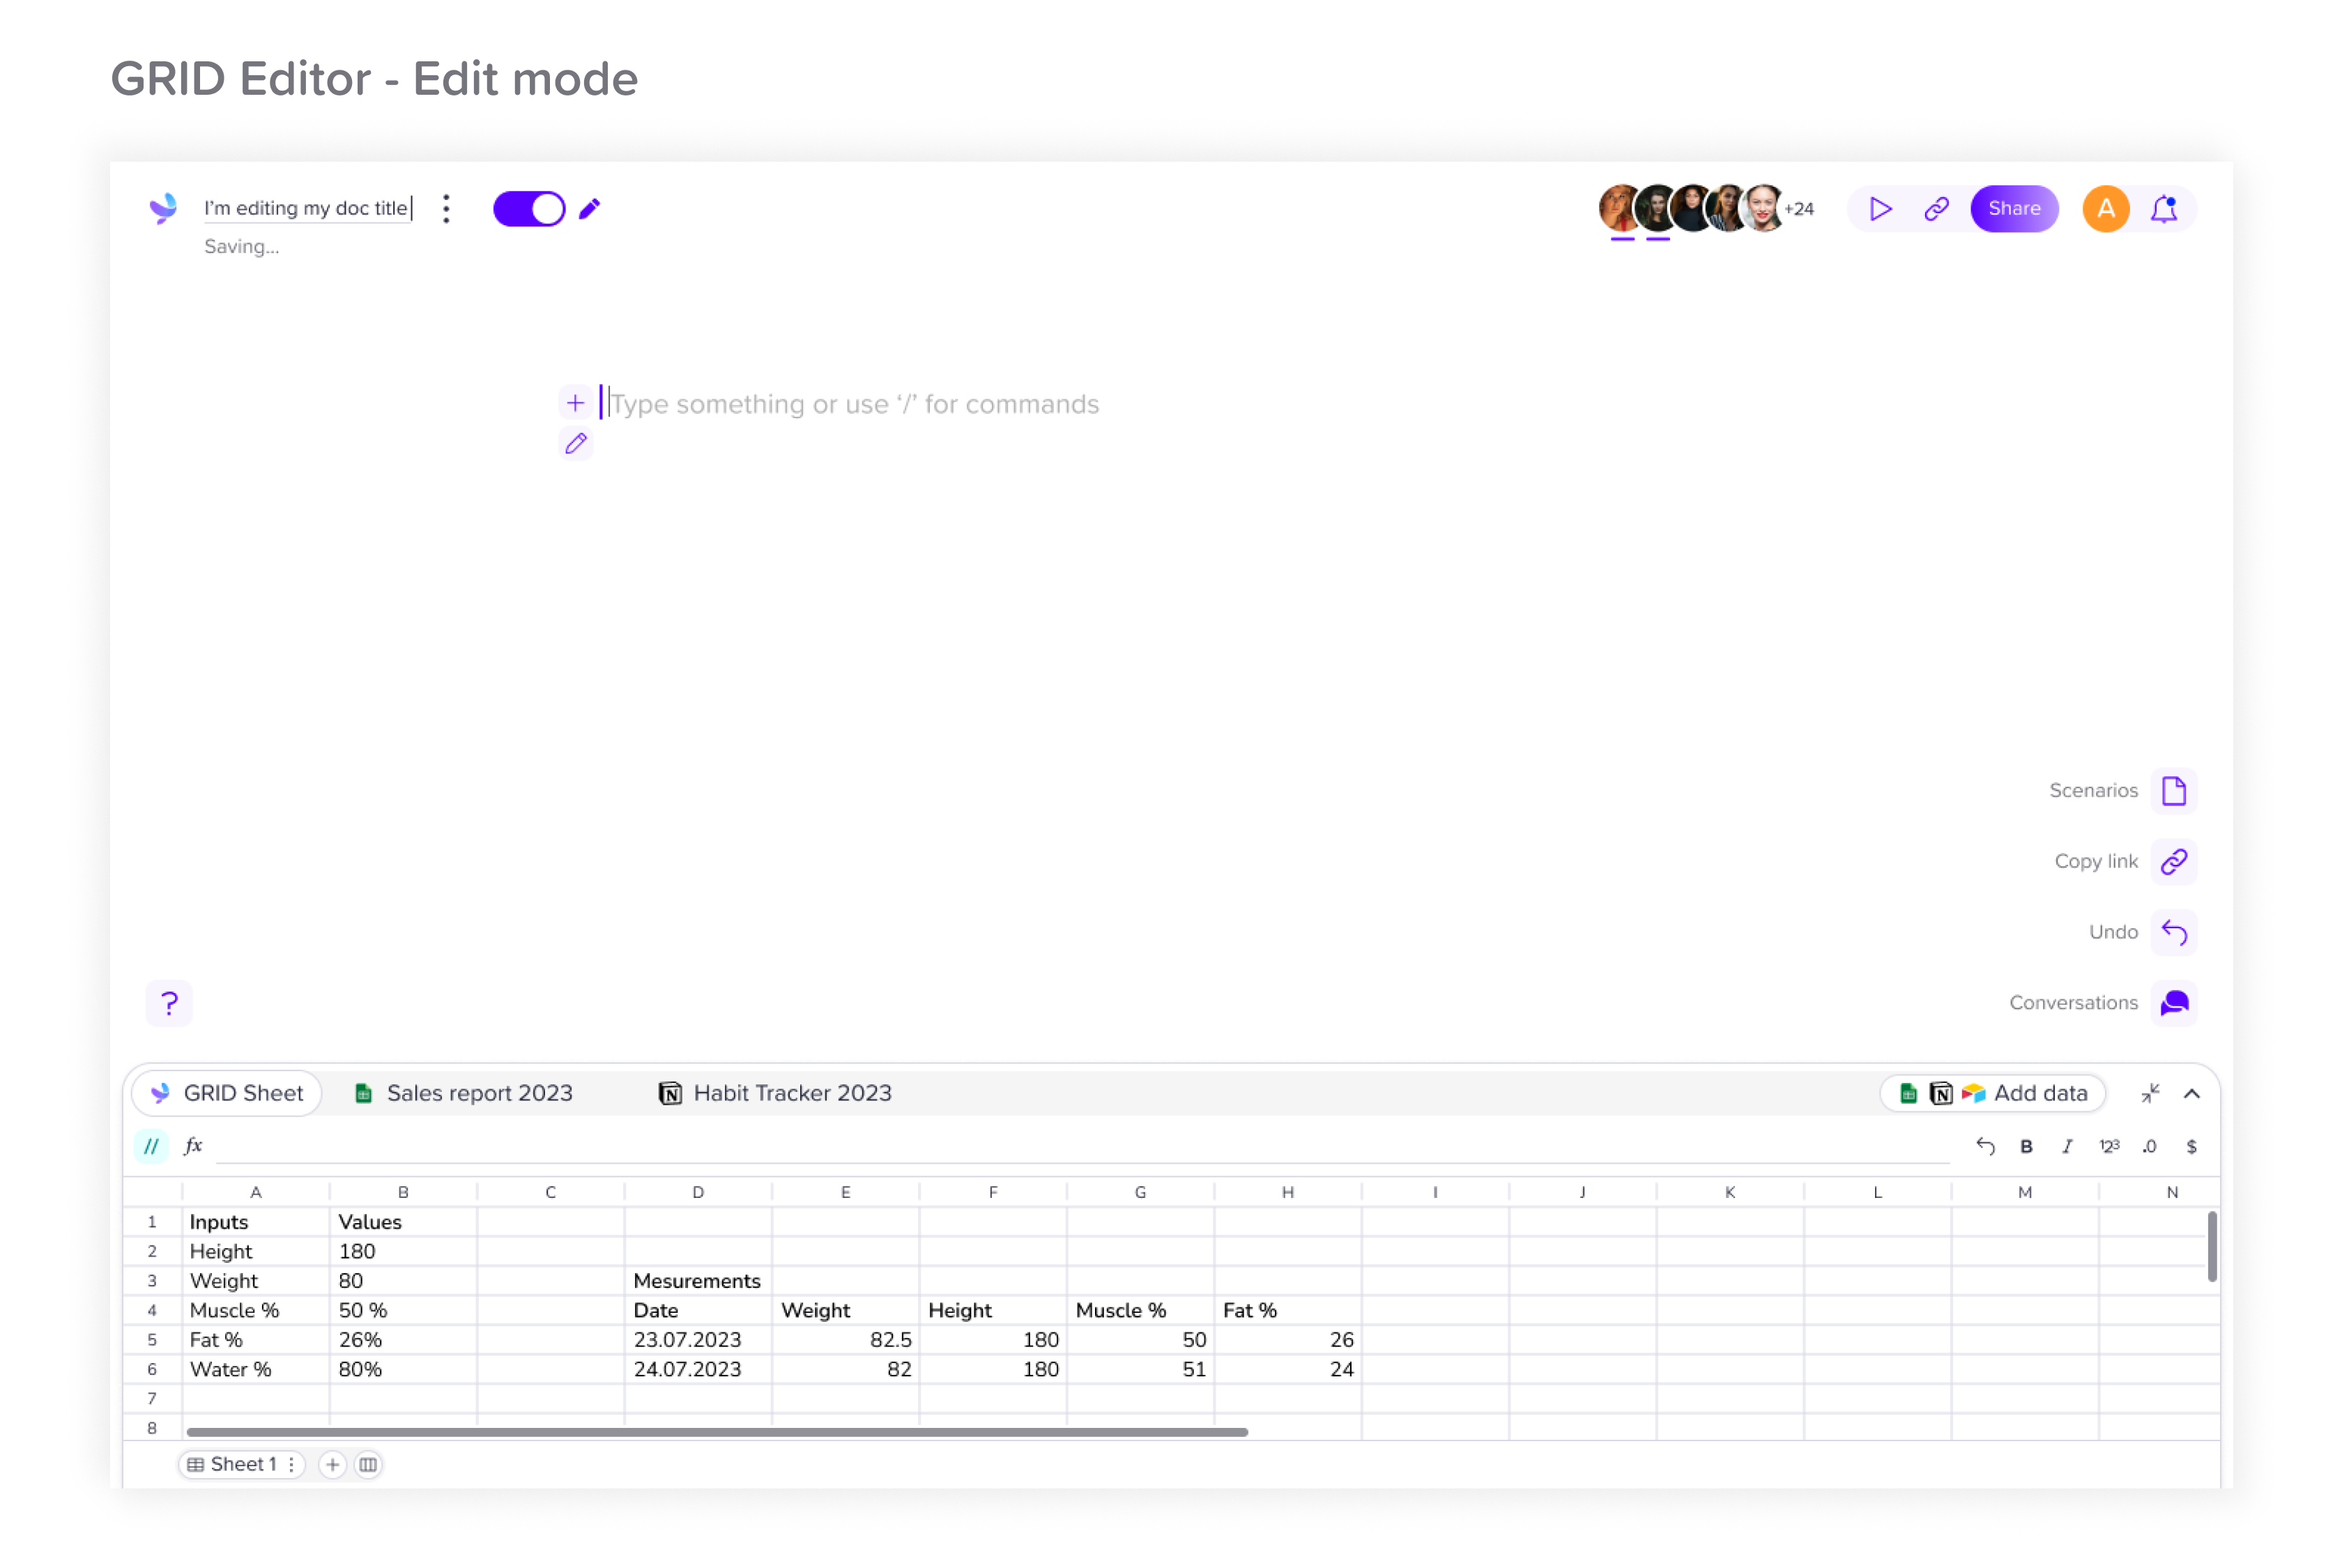 GRID Editor - Edit mode
I'm editing my doc title
+24
Share
A
Saving...
+ Type something or use ‘/’ for commands
Scenarios
Copy link
Undo
?
Conversations
GRID Sheet Sales report 2023 N Habit Tracker 2023 N Add data
// fx B I 123 .0 $
A B C D E F G H I J K L M N
1 Inputs Values
2 Height 180
3 Weight 80 Mesurements
4 Muscle % 50 % Date Weight Height Muscle % Fat %
5 Fat % 26% 23.07.2023 82.5 180 50 26
6 Water % 80% 24.07.2023 82 180 51 24
7
8
Sheet 1 +